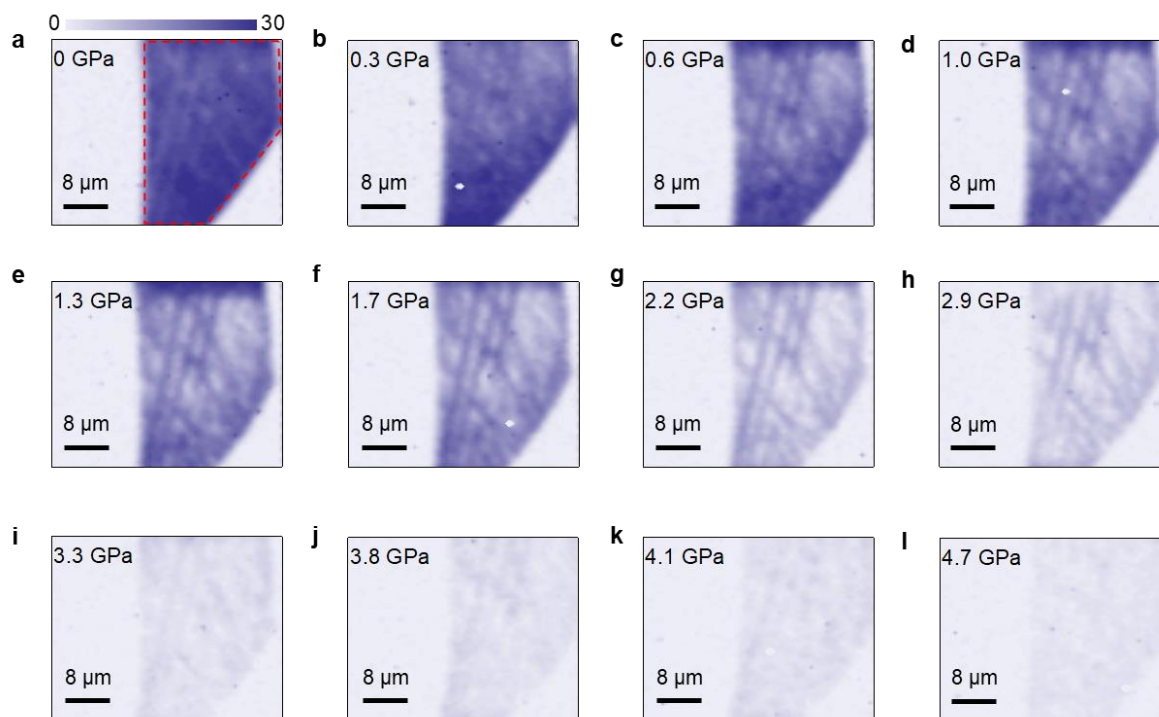 0 30
a b c d
0 GPa 0.3 GPa 0.6 GPa 1.0 GPa
8 µm 8 µm 8 µm 8 µm
e f g h
1.3 GPa 1.7 GPa 2.2 GPa 2.9 GPa
8 µm 8 µm 8 µm 8 µm
i j k l
3.3 GPa 3.8 GPa 4.1 GPa 4.7 GPa
8 µm 8 µm 8 µm 8 µm